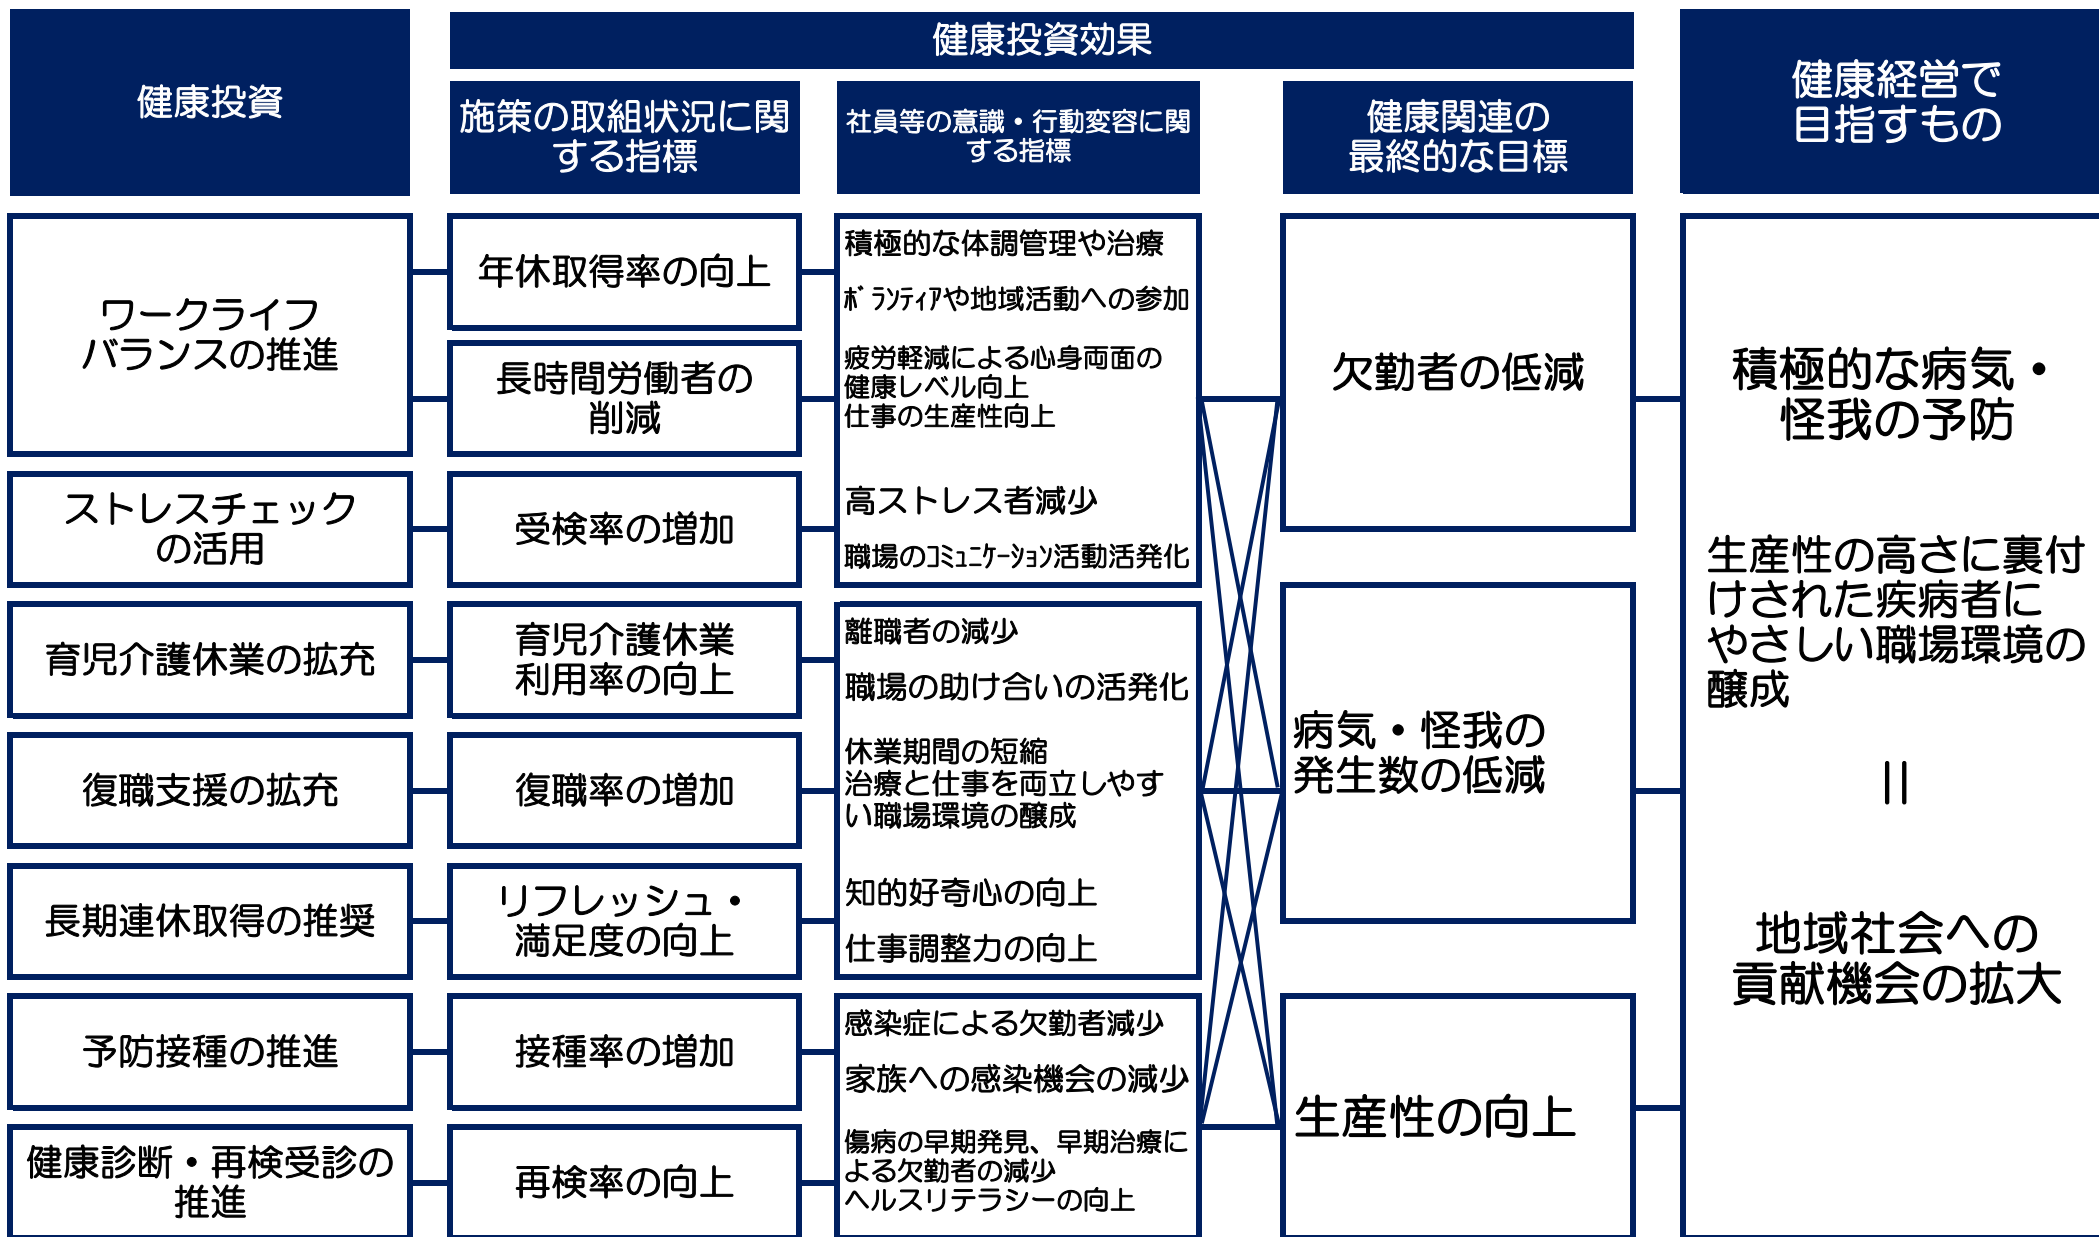 健康投資
健康投資効果
健康経営で
目指すもの
施策の取組状況に関
する指標
社員等の意識・行動変容に関
する指標
健康関連の
最終的な目標
ワークライフ
バランスの推進
年休取得率の向上
長時間労働者の
削減
ストレスチェック
の活用
受検率の増加
育児介護休業の拡充
育児介護休業
利用率の向上
復職支援の拡充
復職率の増加
長期連休取得の推奨
リフレッシュ・
満足度の向上
予防接種の推進
接種率の増加
健康診断・再検受診の
推進
再検率の向上
積極的な体調管理や治療
ﾎﾞﾗﾝﾃｨｱや地域活動への参加
疲労軽減による心身両面の
健康レベル向上
仕事の生産性向上
高ストレス者減少
職場のｺﾐｭﾆｹｰｼｮﾝ活動活発化
離職者の減少
職場の助け合いの活発化
休業期間の短縮
治療と仕事を両立しやす
い職場環境の醸成
知的好奇心の向上
仕事調整力の向上
感染症による欠勤者減少
家族への感染機会の減少
傷病の早期発見、早期治療に
よる欠勤者の減少
ヘルスリテラシーの向上
欠勤者の低減
病気・怪我の
発生数の低減
生産性の向上
積極的な病気・
怪我の予防
生産性の高さに裏付
けされた疾病者に
やさしい職場環境の
醸成
＝
地域社会への
貢献機会の拡大